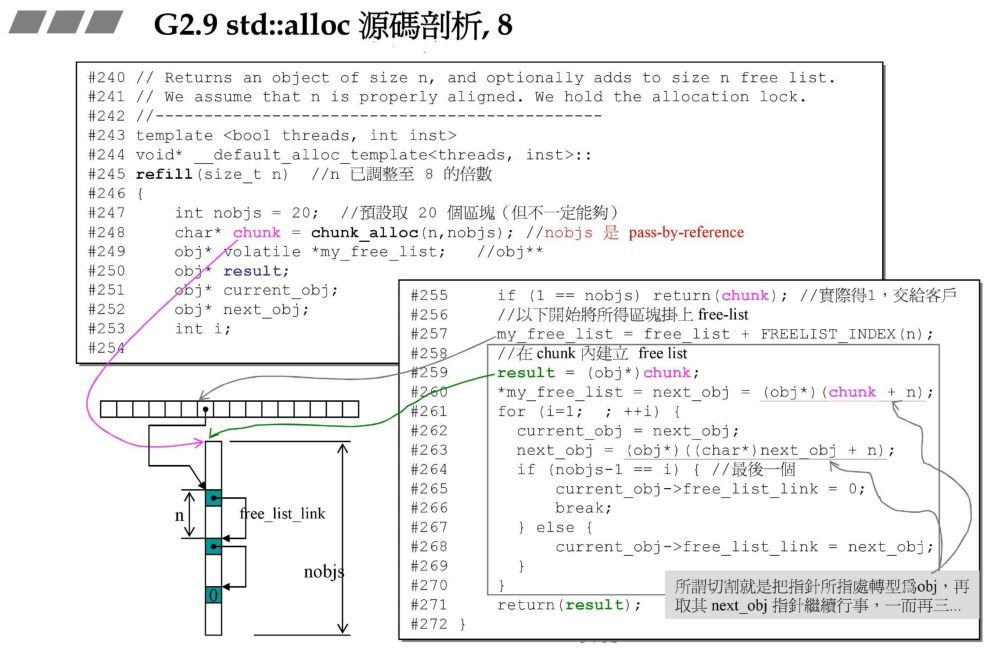 G2.9 std::alloc 源碼剖析, 8
#240 // Returns an object of size n, and optionally adds to size n free list.
#241 // We assume that n is properly aligned. We hold the allocation lock.
#242 //--------------------------------------------
#243 template <bool threads, int inst>
#244 void* __default_alloc_template<threads, inst>::
#245 refill(size_t n)  //n 已調整至 8 的倍數
#246 {
#247     int nobjs = 20;  //預設取 20 個區塊（但不一定能夠）
#248     char* chunk = chunk_alloc(n,nobjs); //nobjs 是 pass-by-reference
#249     obj* volatile *my_free_list;   //obj**
#250     obj* result;
#251     obj* current_obj;
#252     obj* next_obj;
#253     int i;
#254
#255     if (1 == nobjs) return(chunk); //實際得1，交給客戶
#256     //以下開始將所得區塊掛上 free-list
#257     my_free_list = free_list + FREELIST_INDEX(n);
#258     //在 chunk 內建立 free list
#259     result = (obj*)chunk;
#260     *my_free_list = next_obj = (obj*)(chunk + n);
#261     for (i=1;  ; ++i) {
#262       current_obj = next_obj;
#263       next_obj = (obj*)((char*)next_obj + n);
#264       if (nobjs-1 == i) { //最後一個
#265           current_obj->free_list_link = 0;
#266           break;
#267       } else {
#268           current_obj->free_list_link = next_obj;
#269       }
#270     }
#271     return(result);
#272 }
所謂切割就是把指針所指處轉型爲obj，再
取其 next_obj 指針繼續行事，一而再三...
n
free_list_link
nobjs
0